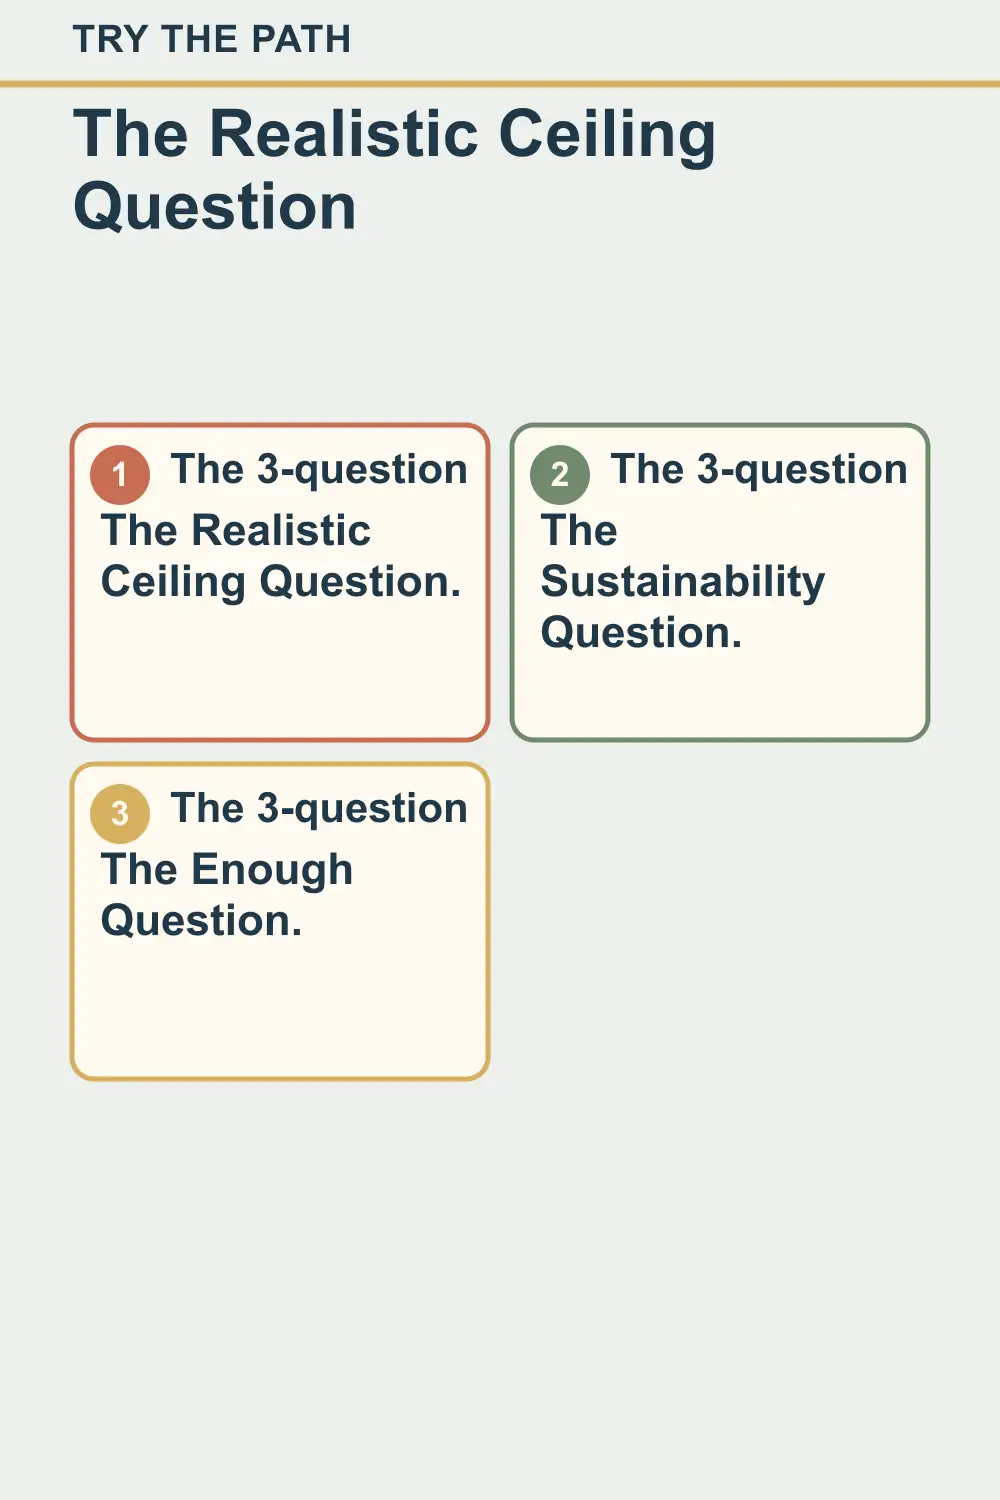 TRY THE PATH
The Realistic Ceiling
Question
1 The 3-question
The Realistic
Ceiling Question.
2 The 3-question
The
Sustainability
Question.
3 The 3-question
The Enough
Question.